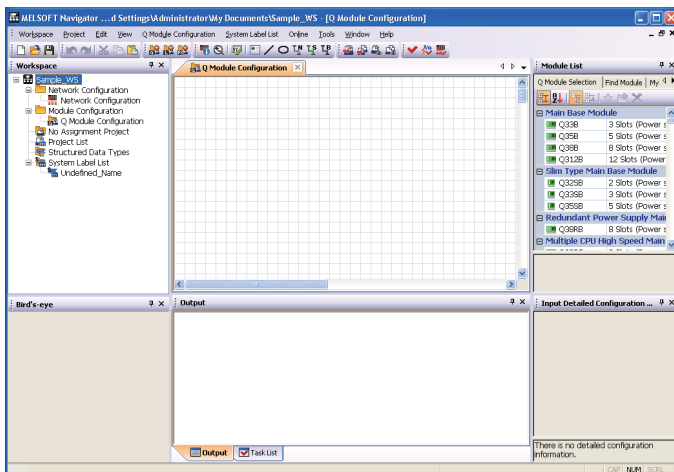 MELSOFT Navigator ...d Settings\Administrator\My Documents\Sample_WS - [Q Module Configuration]
Workspace Project Edit View Q Module Configuration System Label List Online Tools Window Help
Workspace
Sample_WS
Network Configuration
Network Configuration
Module Configuration
Q Module Configuration
No Assignment Project
Project List
Structured Data Types
System Label List
Undefined_Name
Q Module Configuration
Module List
Q Module Selection Find Module My
Main Base Module
Q33B 3 Slots (Power s
Q35B 5 Slots (Power s
Q38B 8 Slots (Power s
Q312B 12 Slots (Power
Slim Type Main Base Module
Q32SB 2 Slots (Power s
Q33SB 3 Slots (Power s
Q35SB 5 Slots (Power s
Redundant Power Supply Mai
Q38RB 8 Slots (Power s
Multiple CPU High Speed Main
Bird's-eye
Output
Input Detailed Configuration ...
Output Task List
There is no detailed configuration
information.
CAP NUM SCRL